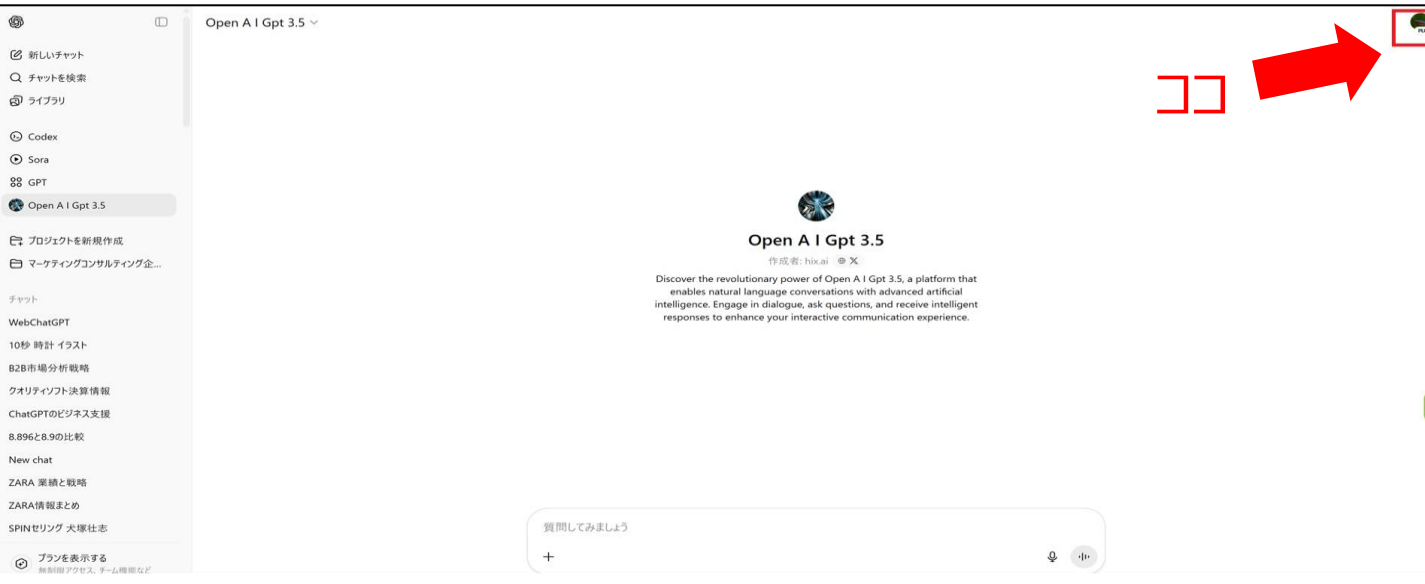 Open A I Gpt 3.5
新しいチャット
チャットを検索
ライブラリ
Codex
Sora
GPT
Open A I Gpt 3.5
プロジェクトを新規作成
マーケティングコンサルティング企...
チャット
WebChatGPT
10秒 時計 イラスト
B2B市場分析戦略
クオリティソフト決算情報
ChatGPTのビジネス支援
8.896と8.9の比較
New chat
ZARA 業績と戦略
ZARA情報まとめ
SPINセリング 犬塚壮志
プランを表示する
無制限アクセス、チーム機能など
ココ
Open A I Gpt 3.5
作成者: hix.ai
Discover the revolutionary power of Open A I Gpt 3.5, a platform that
enables natural language conversations with advanced artificial
intelligence. Engage in dialogue, ask questions, and receive intelligent
responses to enhance your interactive communication experience.
質問してみましょう